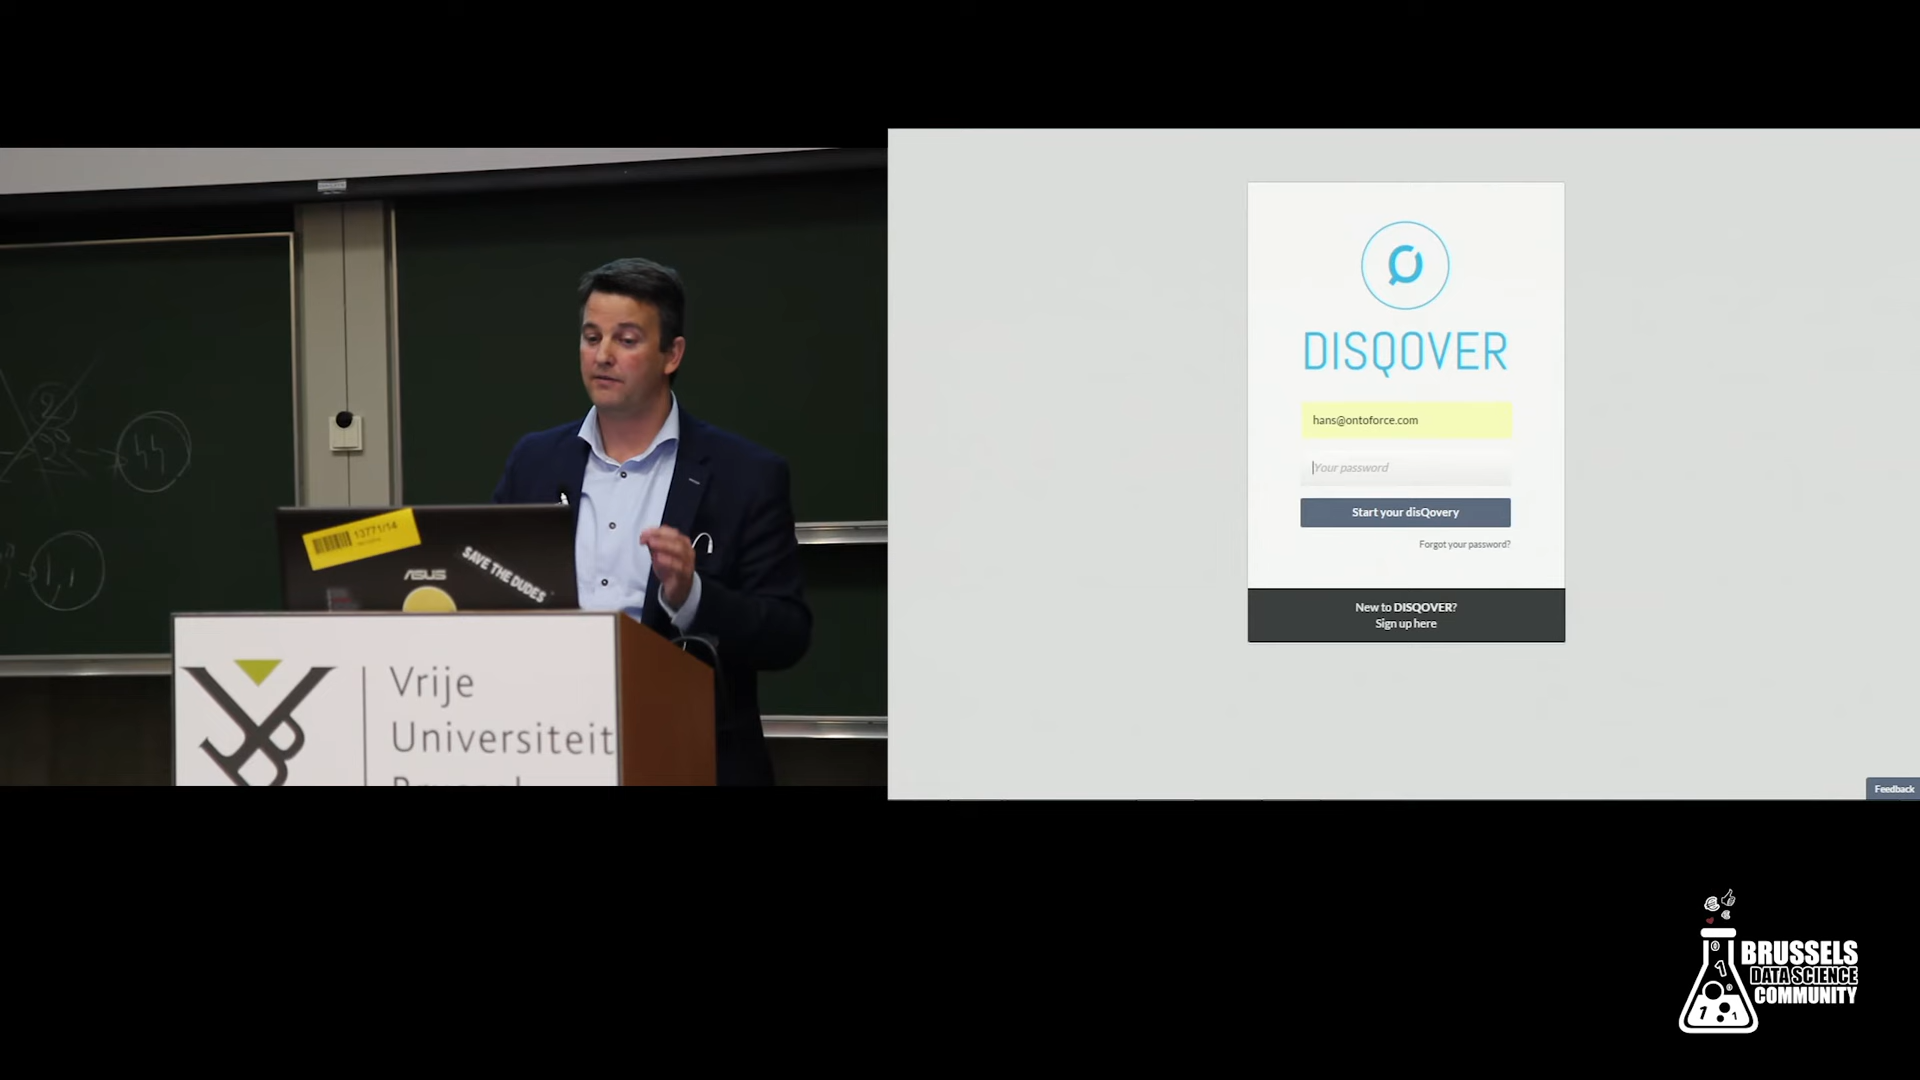 13771/14
ASUS
SAVE THE DUDES
Vrije
Universiteit
DISQOVER
hans@ontoforce.com
Your password
Start your disQovery
Forgot your password?
New to DISQOVER?
Sign up here
Feedback
BRUSSELS
DATA SCIENCE
COMMUNITY